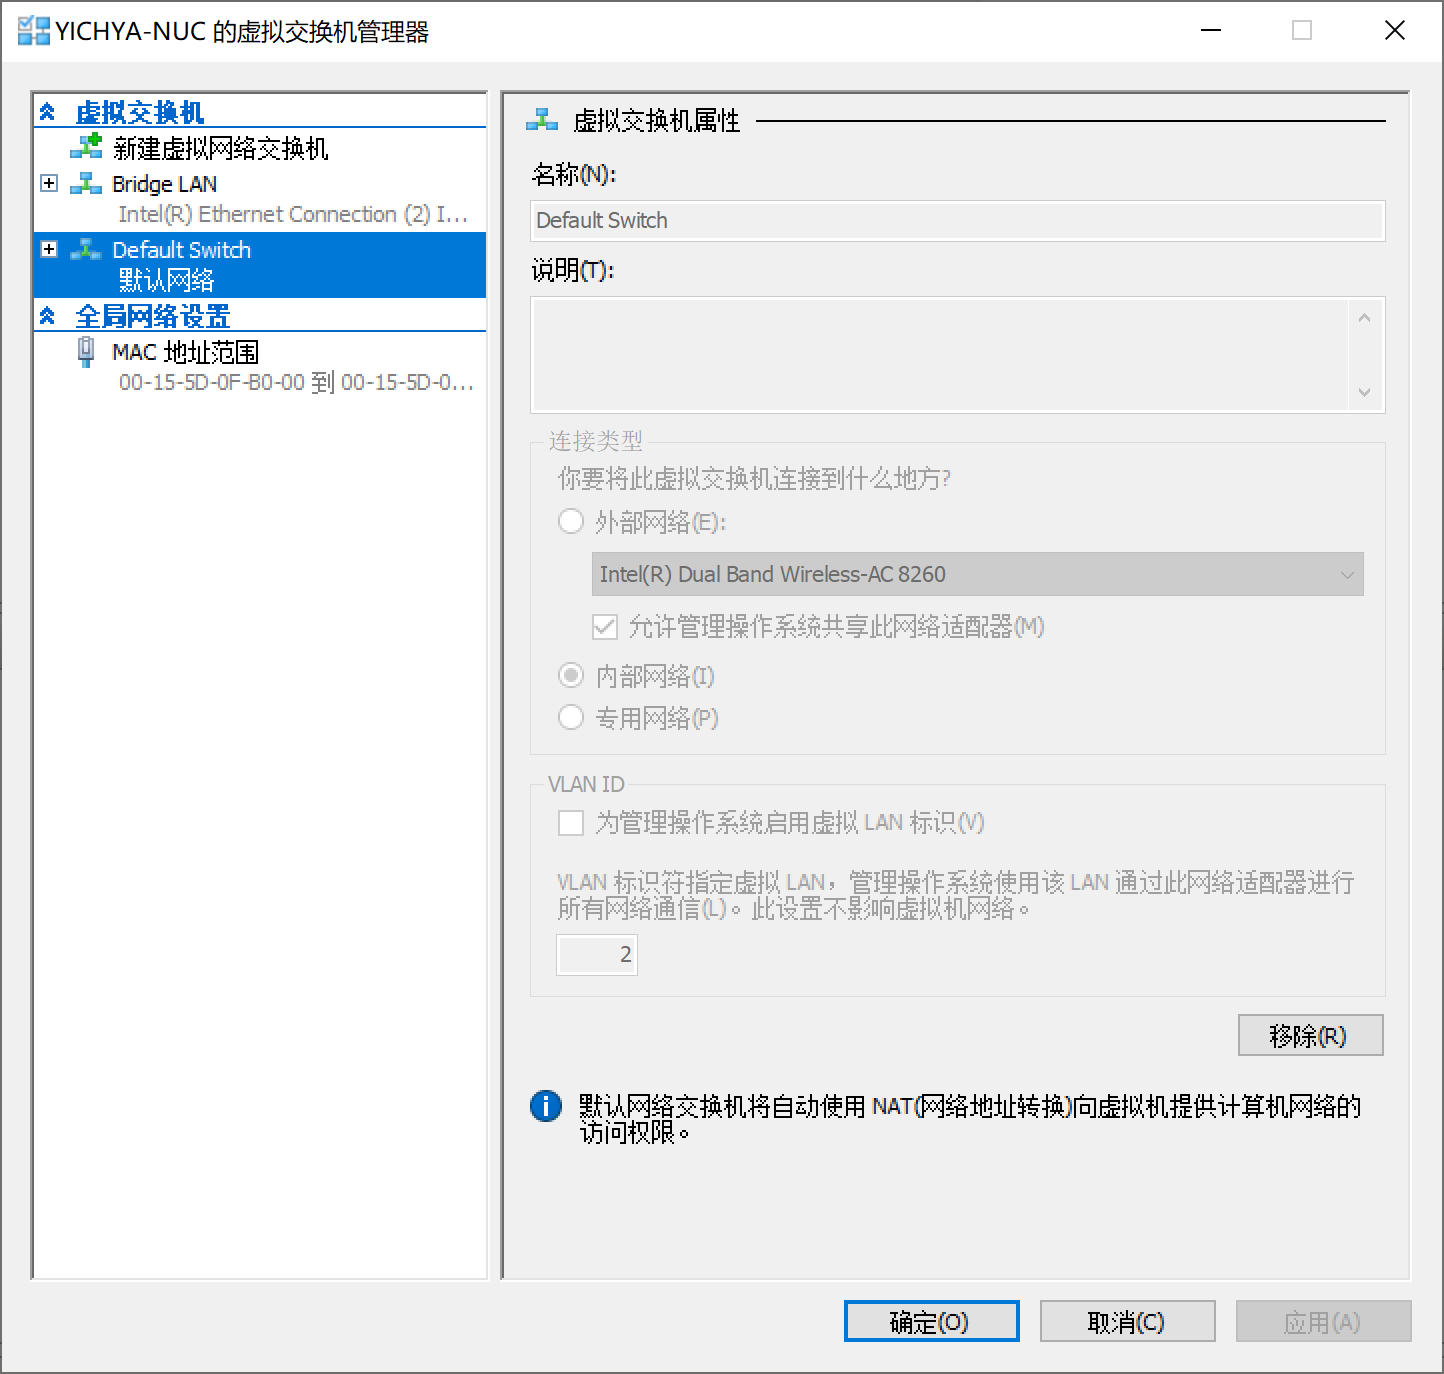 YICHYA-NUC 的虚拟交换机管理器
虚拟交换机
新建虚拟网络交换机
Bridge LAN
Intel(R) Ethernet Connection (2) I...
Default Switch
默认网络
全局网络设置
MAC 地址范围
00-15-5D-0F-B0-00 到 00-15-5D-0...
虚拟交换机属性
名称(N):
Default Switch
说明(T):
连接类型
你要将此虚拟交换机连接到什么地方?
外部网络(E):
Intel(R) Dual Band Wireless-AC 8260
允许管理操作系统共享此网络适配器(M)
内部网络(I)
专用网络(P)
VLAN ID
为管理操作系统启用虚拟 LAN 标识(V)
VLAN 标识符指定虚拟 LAN，管理操作系统使用该 LAN 通过此网络适配器进行
所有网络通信(L)。此设置不影响虚拟机网络。
2
移除(R)
默认网络交换机将自动使用 NAT(网络地址转换)向虚拟机提供计算机网络的
访问权限。
确定(O)
取消(C)
应用(A)